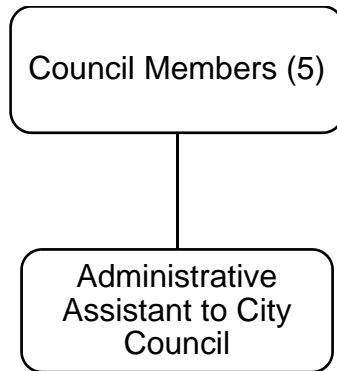 Council Members (5)
Administrative
Assistant to City
Council